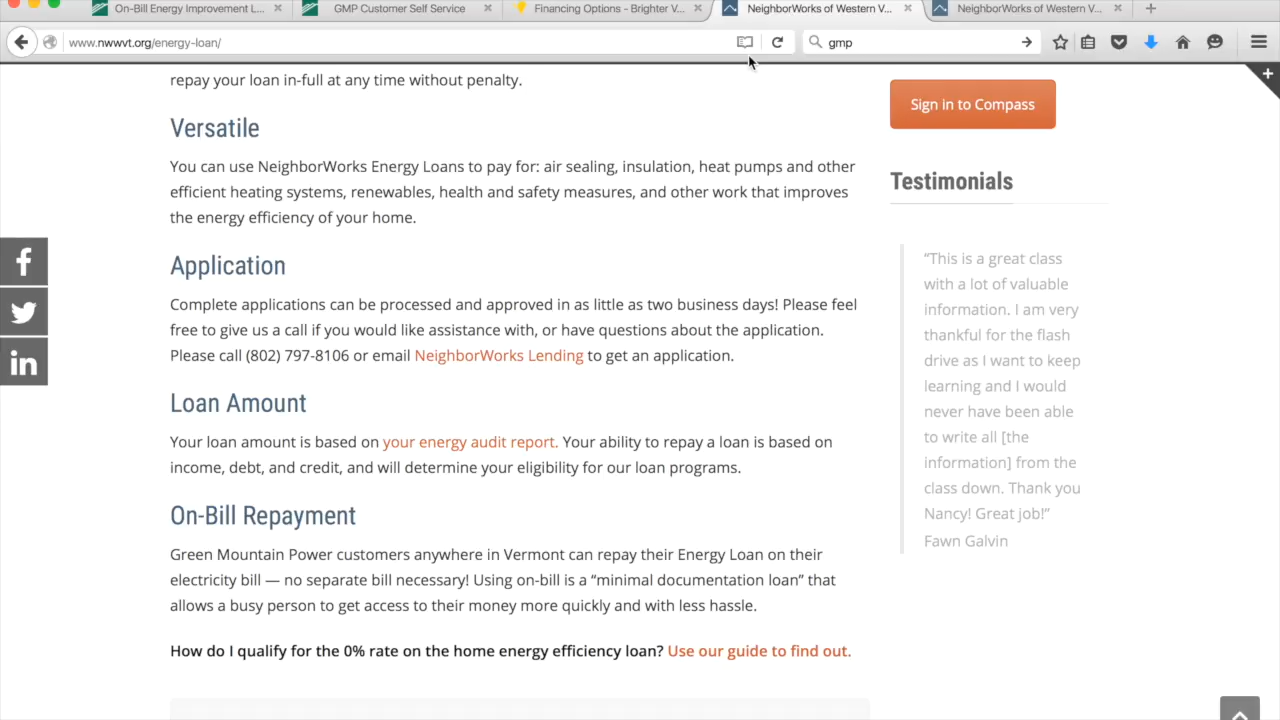 On-Bill Energy Improvement L...
GMP Customer Self Service
Financing Options - Brighter V...
NeighborWorks of Western V...
NeighborWorks of Western V...
www.nwwvt.org/energy-loan/
gmp
repay your loan in-full at any time without penalty.
Versatile
You can use NeighborWorks Energy Loans to pay for: air sealing, insulation, heat pumps and other
efficient heating systems, renewables, health and safety measures, and other work that improves
the energy efficiency of your home.
Application
Complete applications can be processed and approved in as little as two business days! Please feel
free to give us a call if you would like assistance with, or have questions about the application.
Please call (802) 797-8106 or email NeighborWorks Lending to get an application.
Loan Amount
Your loan amount is based on your energy audit report. Your ability to repay a loan is based on
income, debt, and credit, and will determine your eligibility for our loan programs.
On-Bill Repayment
Green Mountain Power customers anywhere in Vermont can repay their Energy Loan on their
electricity bill — no separate bill necessary! Using on-bill is a “minimal documentation loan” that
allows a busy person to get access to their money more quickly and with less hassle.
How do I qualify for the 0% rate on the home energy efficiency loan? Use our guide to find out.
Sign in to Compass
Testimonials
“This is a great class
with a lot of valuable
information. I am very
thankful for the flash
drive as I want to keep
learning and I would
never have been able
to write all [the
information] from the
class down. Thank you
Nancy! Great job!”
Fawn Galvin